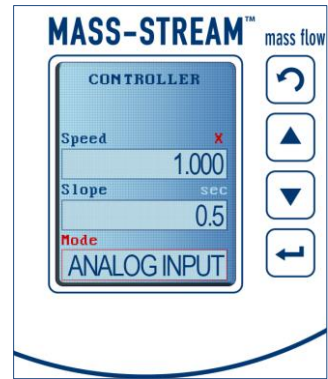 MASS-STREAM™ mass flow
CONTROLLER
Speed X
1.000
Slope sec
0.5
Mode
ANALOG INPUT